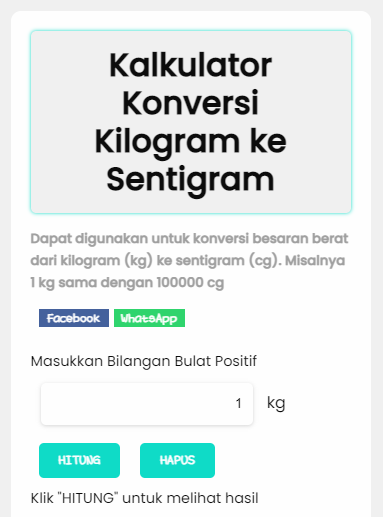 Kalkulator
Konversi
Kilogram ke
Sentigram
Dapat digunakan untuk konversi besaran berat
dari kilogram (kg) ke sentigram (cg). Misalnya
1 kg sama dengan 100000 cg
Facebook WhatsApp
Masukkan Bilangan Bulat Positif
1 kg
HITUNG HAPUS
Klik "HITUNG" untuk melihat hasil